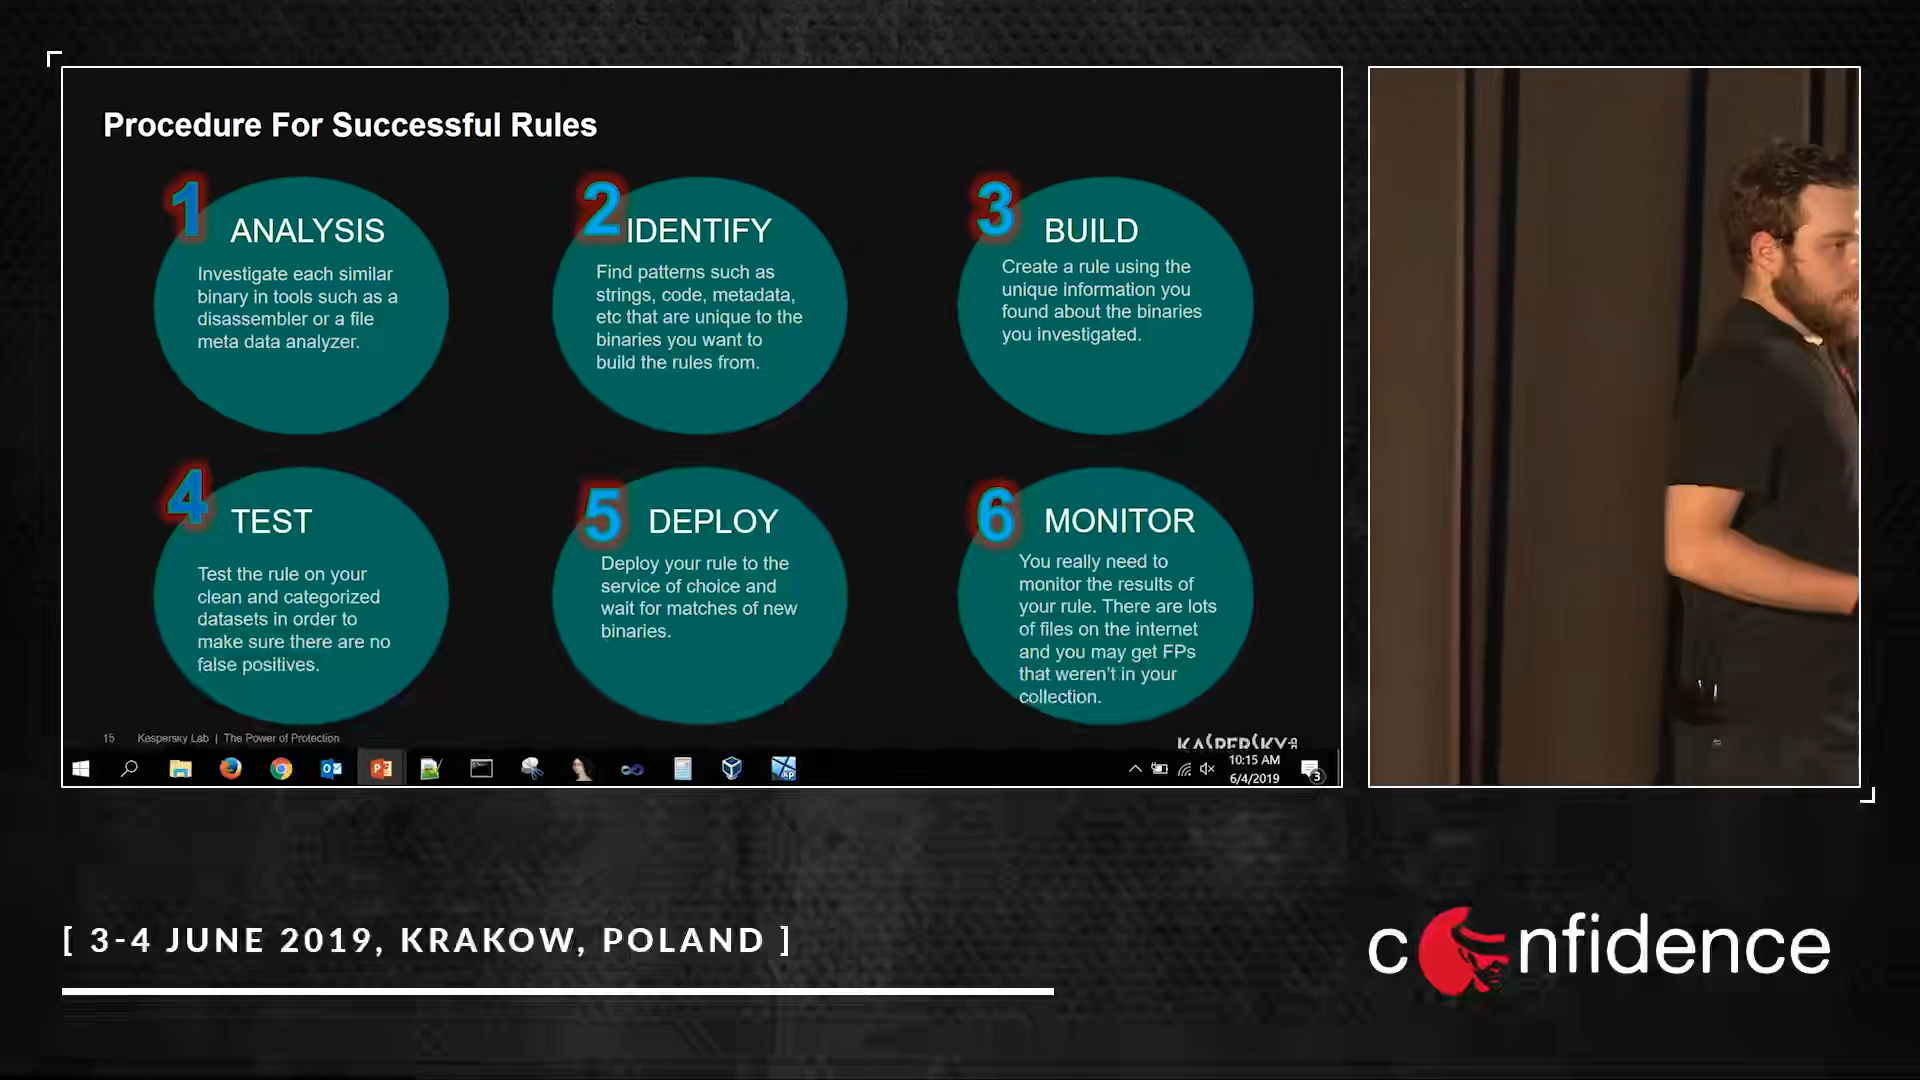 Procedure For Successful Rules
1
ANALYSIS
Investigate each similar
binary in tools such as a
disassembler or a file
meta data analyzer.
2
IDENTIFY
Find patterns such as
strings, code, metadata,
etc that are unique to the
binaries you want to
build the rules from.
3
BUILD
Create a rule using the
unique information you
found about the binaries
you investigated.
4
TEST
Test the rule on your
clean and categorized
datasets in order to
make sure there are no
false positives.
5
DEPLOY
Deploy your rule to the
service of choice and
wait for matches of new
binaries.
6
MONITOR
You really need to
monitor the results of
your rule. There are lots
of files on the internet
and you may get FPs
that weren't in your
collection.
15 Kaspersky Lab | The Power of Protection
KASPERSKY
10:15 AM
6/4/2019
3
[ 3-4 JUNE 2019, KRAKOW, POLAND ]
confidence